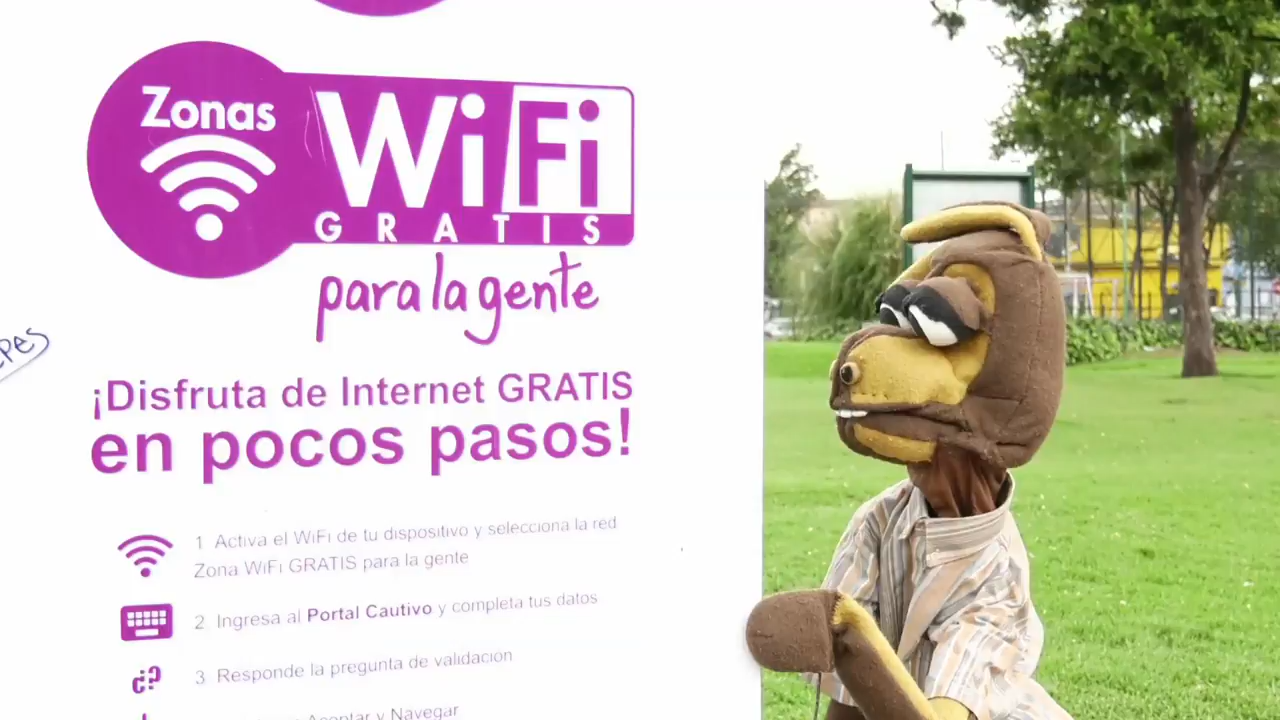 Zonas
WiFi
GRATIS
para la gente
¡Disfruta de Internet GRATIS
en pocos pasos!
1 Activa el WiFi de tu dispositivo y selecciona la red
Zona WiFi GRATIS para la gente
2 Ingresa al Portal Cautivo y completa tus datos
3 Responde la pregunta de validación
Aceptar y Navegar